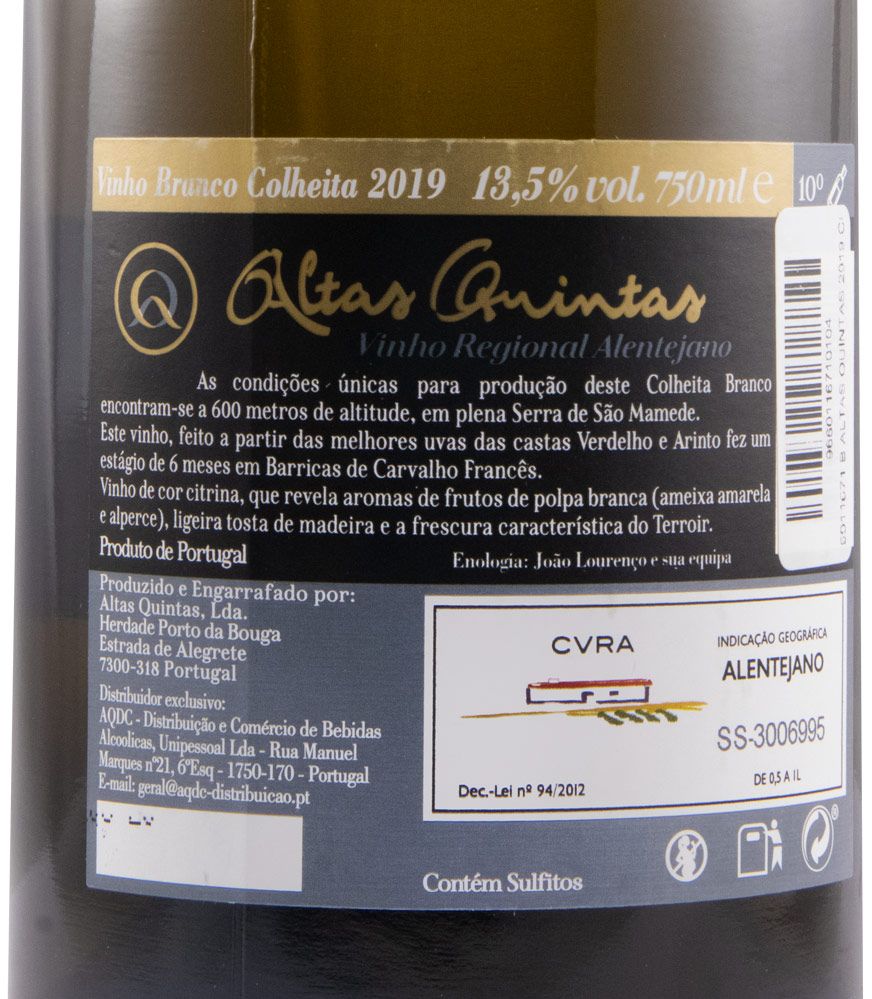 Vinho Branco Colheita 2019 13,5% vol. 750ml e 10º
Altas Quintas
Vinho Regional Alentejano
As condições únicas para produção deste Colheita Branco
encontram-se a 600 metros de altitude, em plena Serra de São Mamede.
Este vinho, feito a partir das melhores uvas das castas Verdelho e Arinto fez um
estágio de 6 meses em Barricas de Carvalho Francês.
Vinho de cor citrina, que revela aromas de frutos de polpa branca (ameixa amarela
e alperce), ligeira tosta de madeira e a frescura característica do Terroir.
Produto de Portugal
Enologia: João Lourenço e sua equipa
Produzido e Engarrafado por:
Altas Quintas, Lda.
Herdade Porto da Bouga
Estrada de Alegrete
7300-318 Portugal
Distribuidor exclusivo:
AQDC - Distribuição e Comércio de Bebidas
Alcoolicas, Unipessoal Lda - Rua Manuel
Marques nº21, 6ºEsq - 1750-170 - Portugal
E-mail: geral@aqdc-distribuicao.pt
CVRA
INDICAÇÃO GEOGRÁFICA
ALENTEJANO
SS-3006995
Dec.-Lei nº 94/2012
DE 0,5 A 1L
Contém Sulfitos
9660116710104
B ALTAS QUINTAS 2019